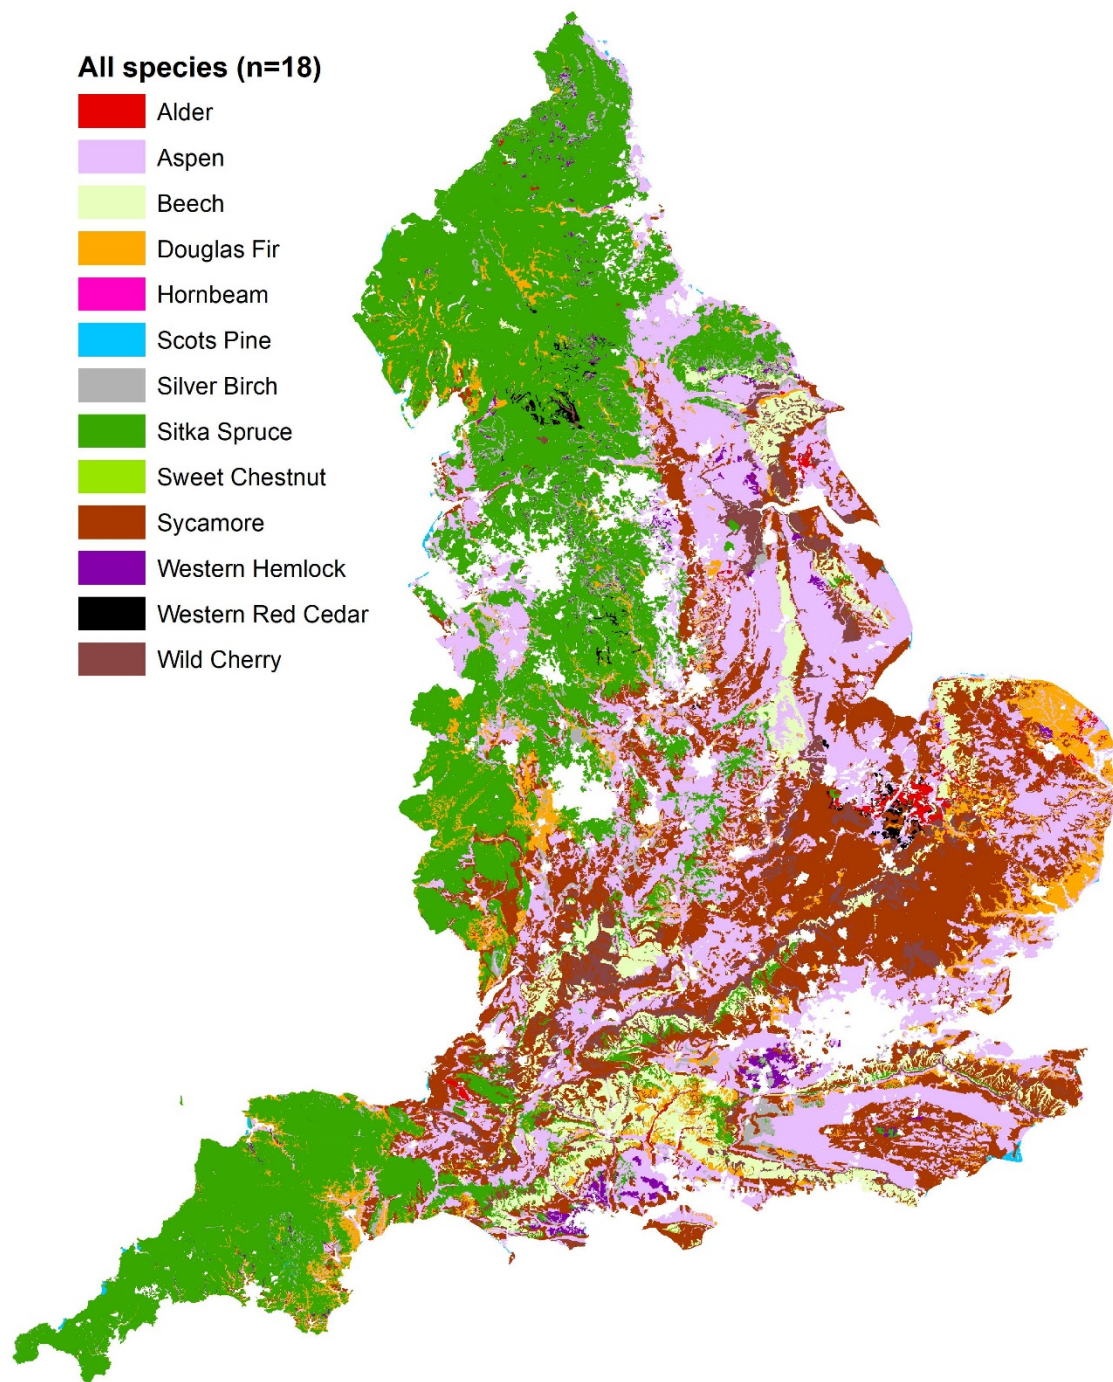 All species (n=18)
Alder
Aspen
Beech
Douglas Fir
Hornbeam
Scots Pine
Silver Birch
Sitka Spruce
Sweet Chestnut
Sycamore
Western Hemlock
Western Red Cedar
Wild Cherry